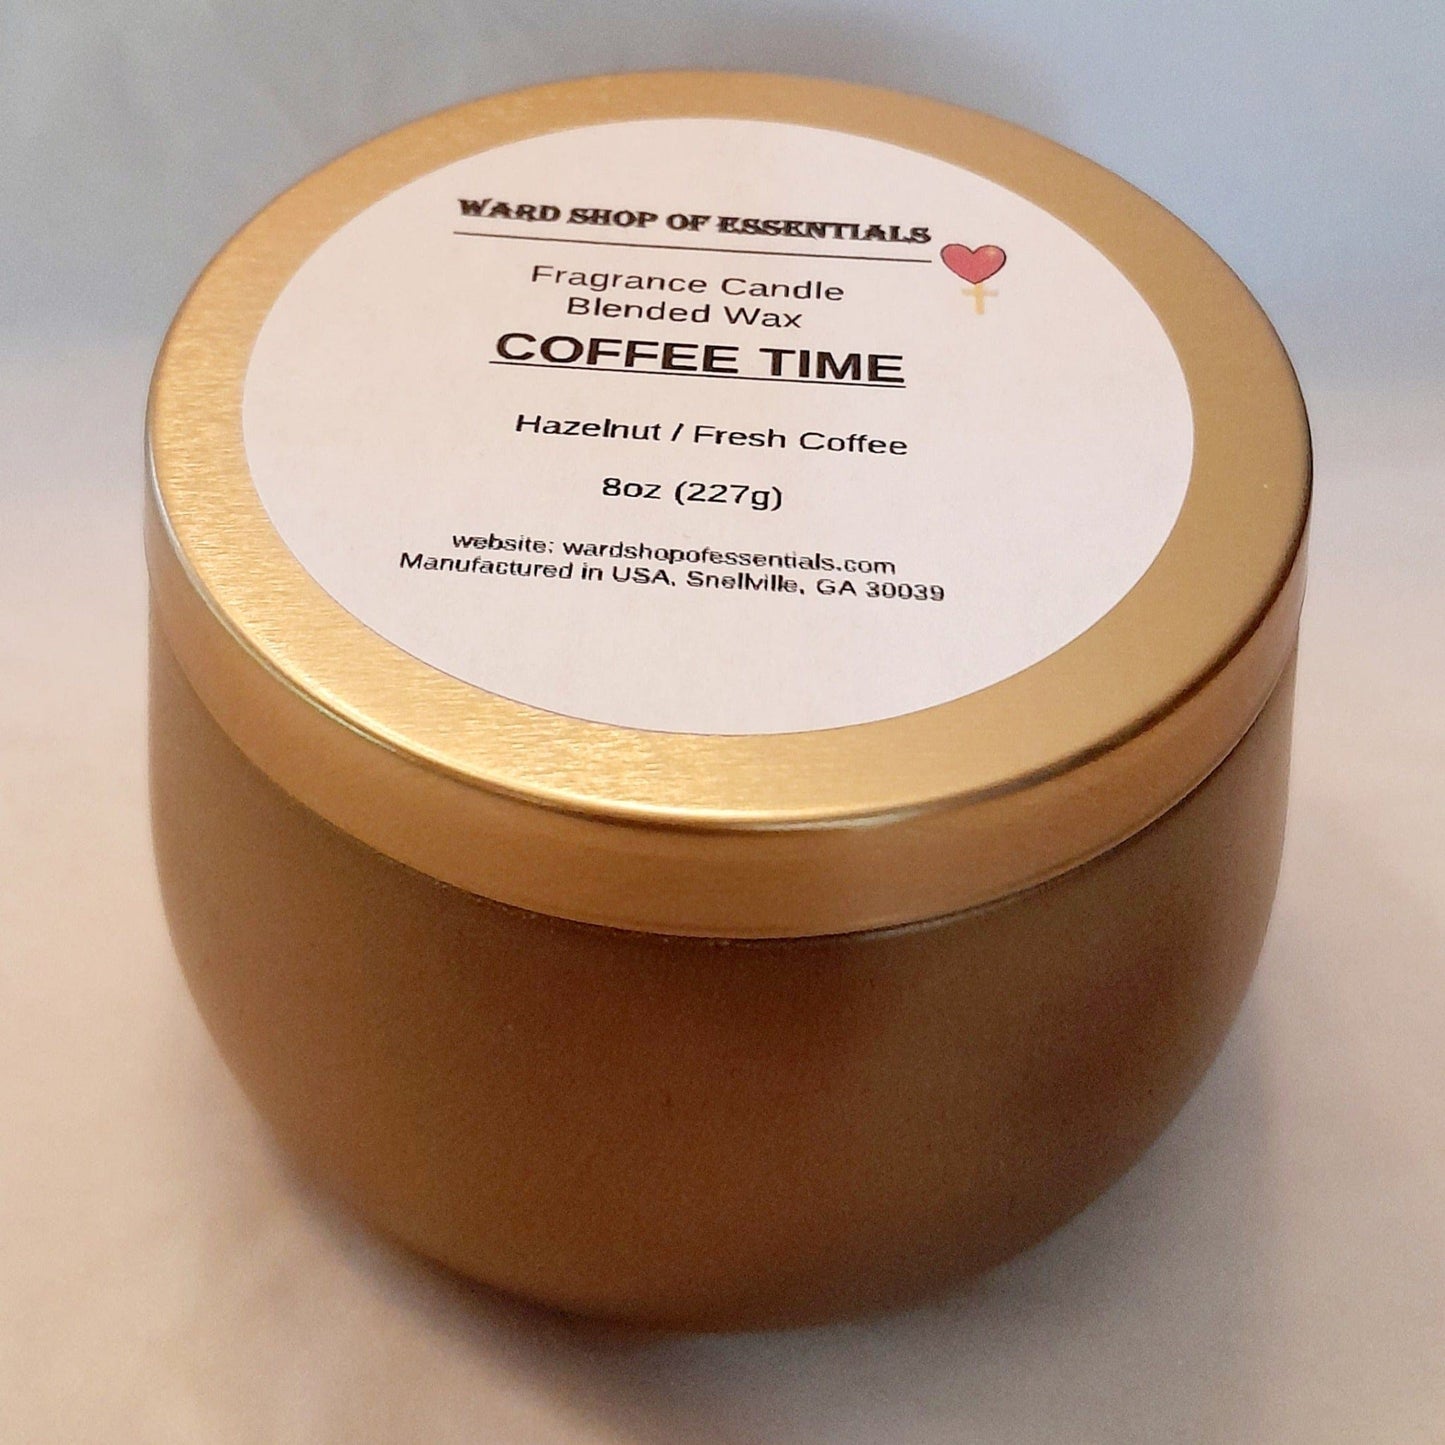 WARD SHOP OF ESSENTIALS
Fragrance Candle
Blended Wax
COFFEE TIME
Hazelnut / Fresh Coffee
8oz (227g)
website: wardshopofessentials.com
Manufactured in USA, Snellville, GA 30039